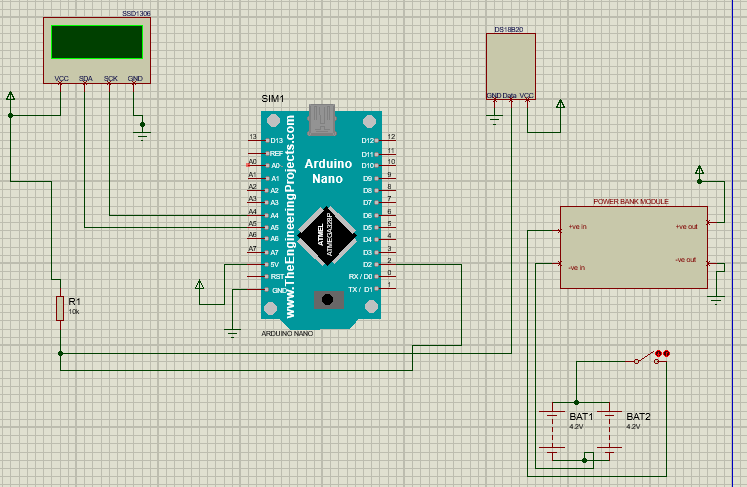 SSD1306
VCC SDA SCK GND
DS18B20
GND Data VCC
SIM1
www.TheEngineeringProjects.com
Arduino
Nano
ATMEL
ATMEGA328P
13 D13
REF
A0 A0
A1 A1
A2 A2
A3 A3
A4 A4
A5 A5
A6 A6
A7 A7
5V
RST
GND
D12 12
D11 11
D10 10
D9 9
D8 8
D7 7
D6 6
D5 5
D4 4
D3 3
D2 2
RX / D0 0
TX / D1 1
ARDUINO NANO
POWER BANK MODULE
+ve in
+ve out
-ve in
-ve out
R1
10k
BAT1
4.2V
BAT2
4.2V